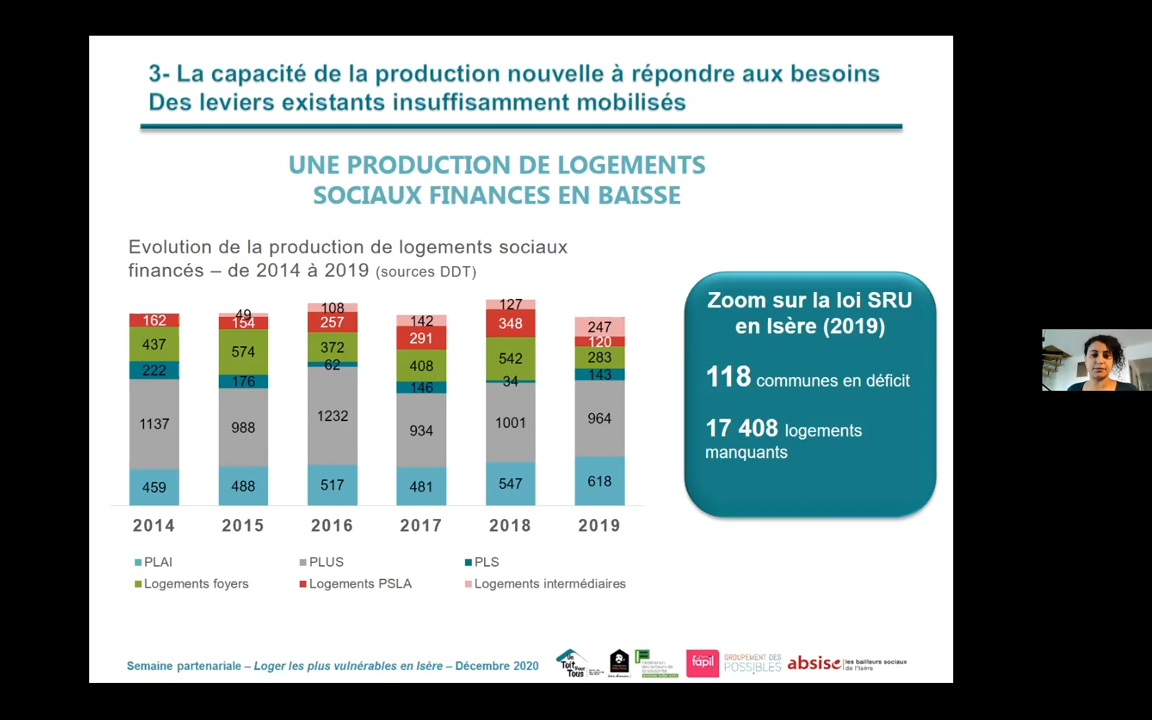 3- La capacité de la production nouvelle à répondre aux besoins
Des leviers existants insuffisamment mobilisés
UNE PRODUCTION DE LOGEMENTS
SOCIAUX FINANCES EN BAISSE
Evolution de la production de logements sociaux
financés – de 2014 à 2019 (sources DDT)
162
437
222
1137
459
49
154
574
176
988
488
108
257
372
62
1232
517
142
291
408
146
934
481
127
348
542
34
1001
547
247
120
283
143
964
618
2014 2015 2016 2017 2018 2019
PLAI PLUS PLS
Logements foyers Logements PSLA Logements intermédiaires
Zoom sur la loi SRU
en Isère (2019)
118 communes en déficit
17 408 logements
manquants
Semaine partenariale – Loger les plus vulnérables en Isère – Décembre 2020
Un
Toit Pour
Tous
fapil
GROUPEMENT DES
POSSIBLES
absise les bailleurs sociaux
de l'Isère